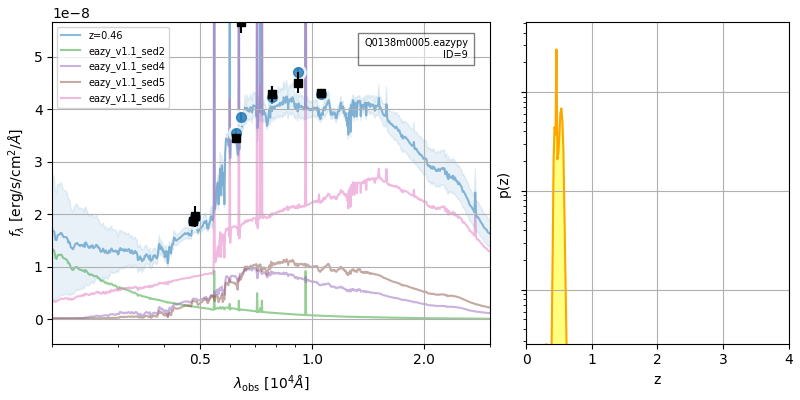 1e−8
z=0.46
eazy_v1.1_sed2
eazy_v1.1_sed4
eazy_v1.1_sed5
eazy_v1.1_sed6
Q0138m0005.eazypy
ID=9
5
4
3
2
1
0
fλ [erg/s/cm²/Å]
0.5
1.0
2.0
λobs [10⁴Å]
p(z)
0
1
2
3
4
z